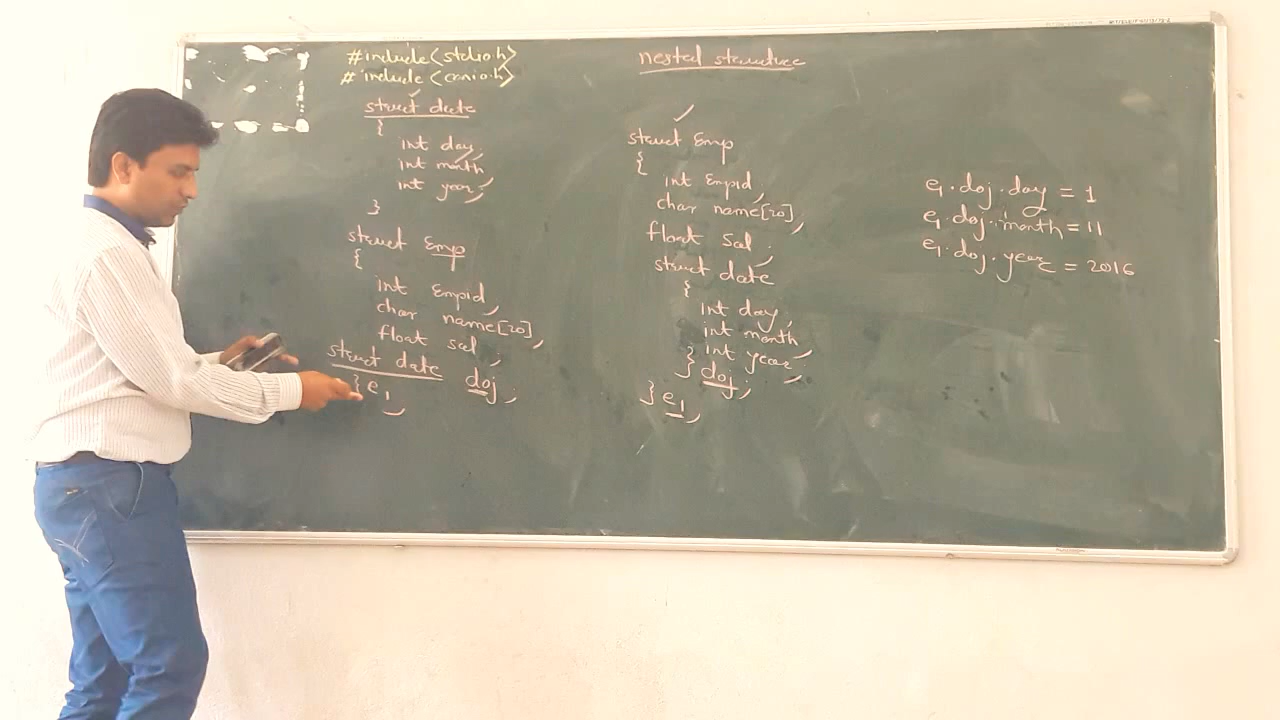 #include<stdio.h>
#include<conio.h>
struct date
{
int day;
int month;
int year;
}
struct Emp
{
int Empid;
char name[20];
float sal;
struct date doj;
}e1;
nested structure
struct Emp
{
int Empid;
char name[20];
float sal;
struct date
{
int day;
int month;
int year;
}doj;
}e1;
e1.doj.day = 1
e1.doj.month = 11
e1.doj.year = 2016